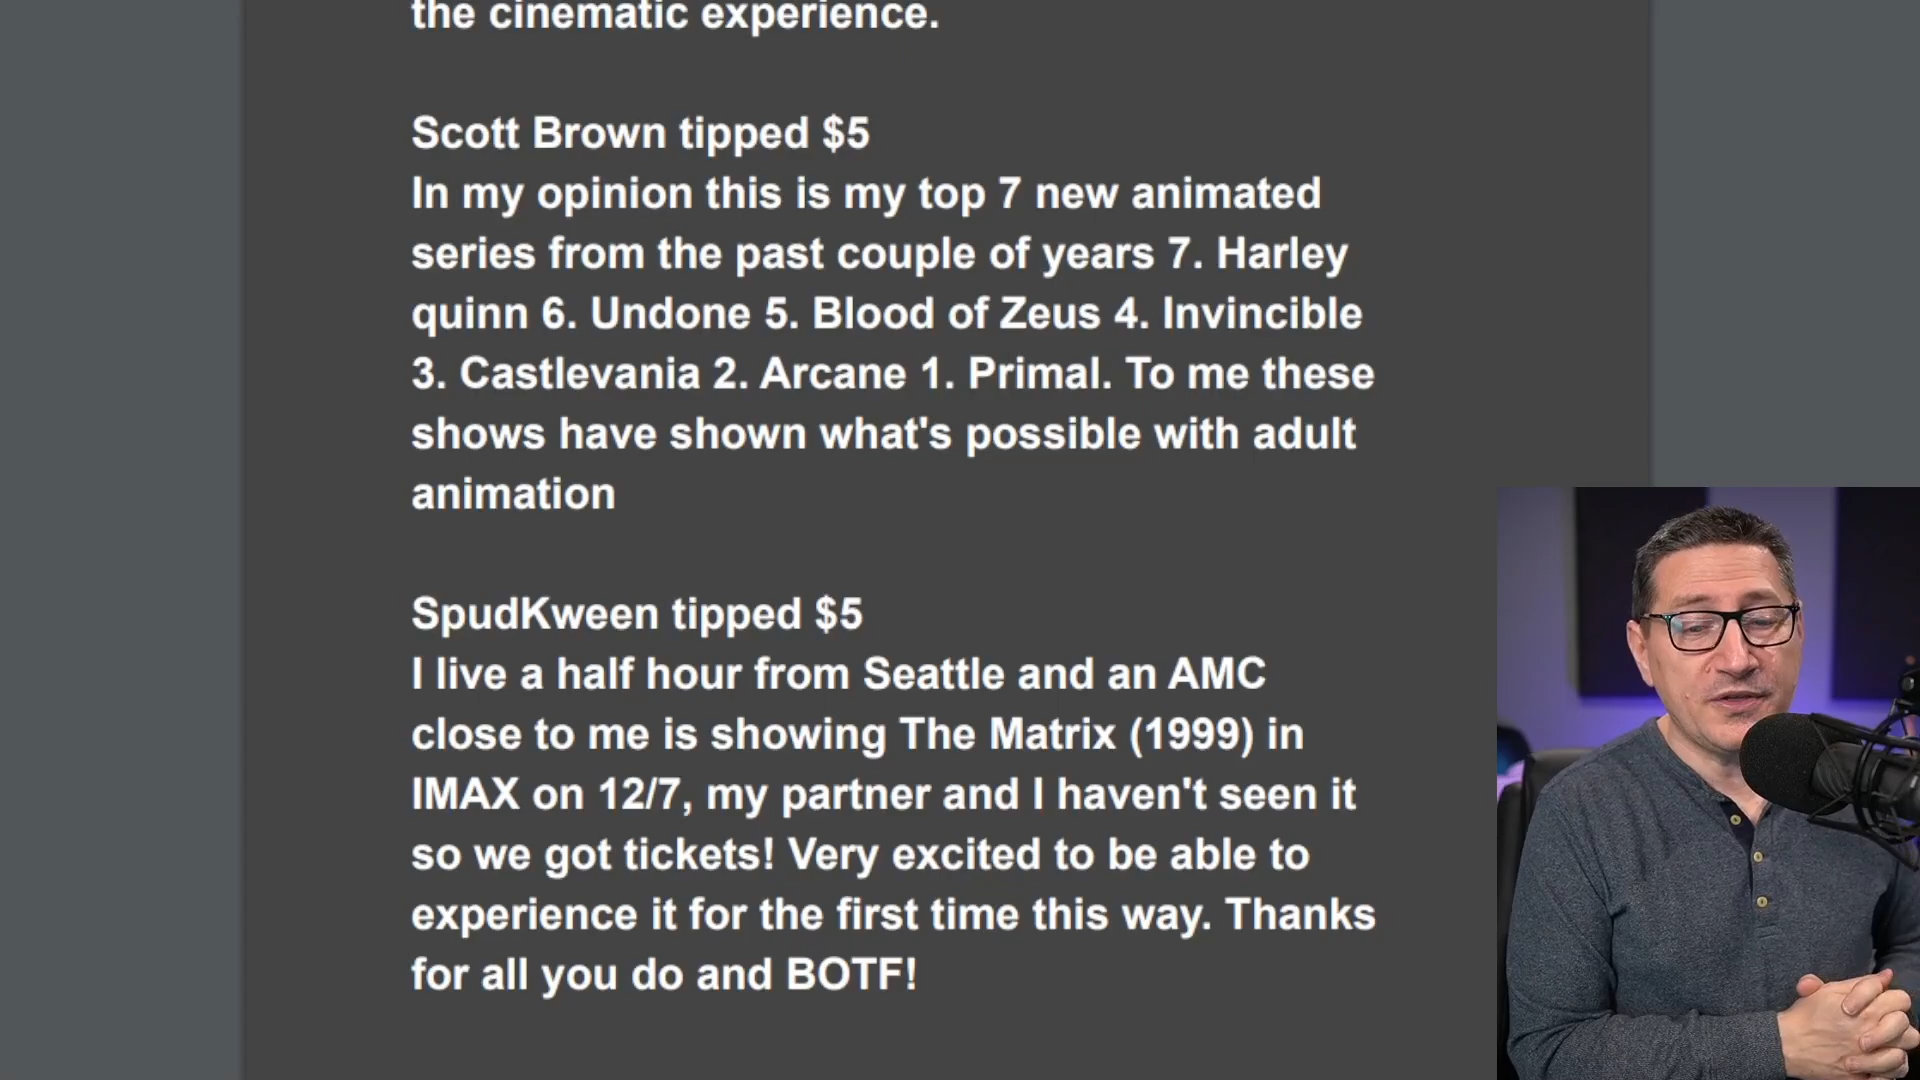 the cinematic experience.
Scott Brown tipped $5
In my opinion this is my top 7 new animated
series from the past couple of years 7. Harley
quinn 6. Undone 5. Blood of Zeus 4. Invincible
3. Castlevania 2. Arcane 1. Primal. To me these
shows have shown what's possible with adult
animation
SpudKween tipped $5
I live a half hour from Seattle and an AMC
close to me is showing The Matrix (1999) in
IMAX on 12/7, my partner and I haven't seen it
so we got tickets! Very excited to be able to
experience it for the first time this way. Thanks
for all you do and BOTF!